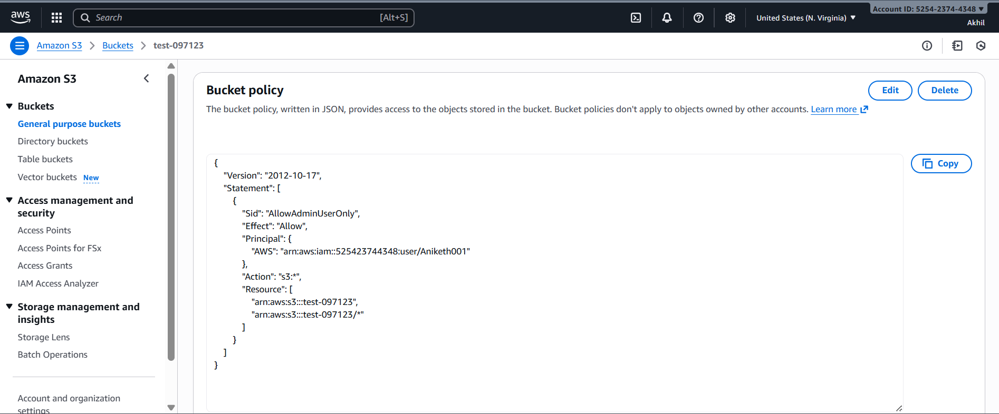 aws
Search
[Alt+S]
United States (N. Virginia)
Account ID: 5254-2374-4348
Akhil
Amazon S3
Buckets
test-097123
Amazon S3
Buckets
General purpose buckets
Directory buckets
Table buckets
Vector buckets New
Access management and
security
Access Points
Access Points for FSx
Access Grants
IAM Access Analyzer
Storage management and
insights
Storage Lens
Batch Operations
Account and organization
settings
Bucket policy
Edit
Delete
The bucket policy, written in JSON, provides access to the objects stored in the bucket. Bucket policies don't apply to objects owned by other accounts. Learn more
Copy
{
"Version": "2012-10-17",
"Statement": [
{
"Sid": "AllowAdminUserOnly",
"Effect": "Allow",
"Principal": {
"AWS": "arn:aws:iam::525423744348:user/Aniketh001"
},
"Action": "s3:*",
"Resource": [
"arn:aws:s3:::test-097123",
"arn:aws:s3:::test-097123/*"
]
}
]
}